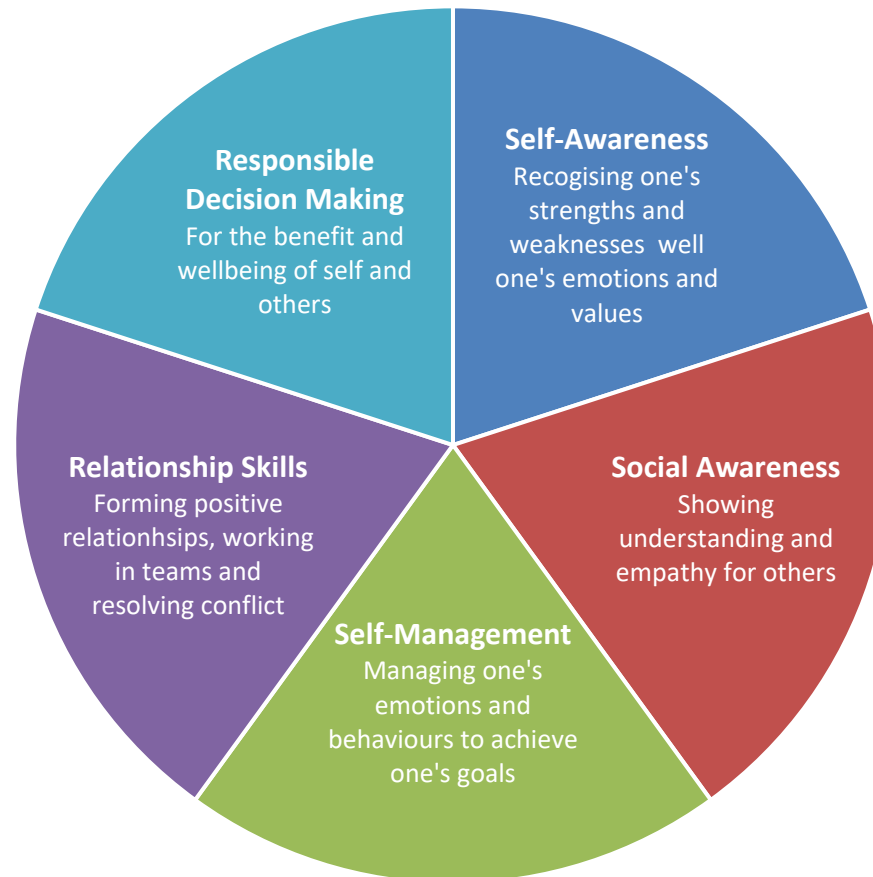 Self-Awareness
Recogising one's
strengths and
weaknesses  well
one's emotions and
values
Social Awareness
Showing
understanding and
empathy for others
Self-Management
Managing one's
emotions and
behaviours to achieve
one's goals
Relationship Skills
Forming positive
relationhsips, working
in teams and
resolving conflict
Responsible
Decision Making
For the benefit and
wellbeing of self and
others